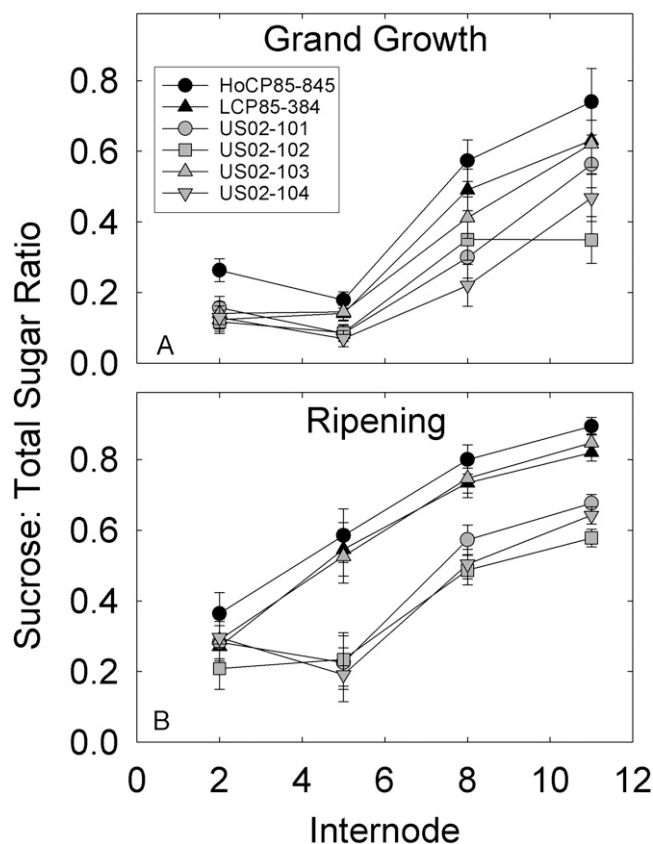 Grand Growth
HoCP85-845
LCP85-384
US02-101
US02-102
US02-103
US02-104
0.8
0.6
0.4
0.2
0.0
A
Sucrose: Total Sugar Ratio
Ripening
0.8
0.6
0.4
0.2
0.0
B
0 2 4 6 8 10 12
Internode